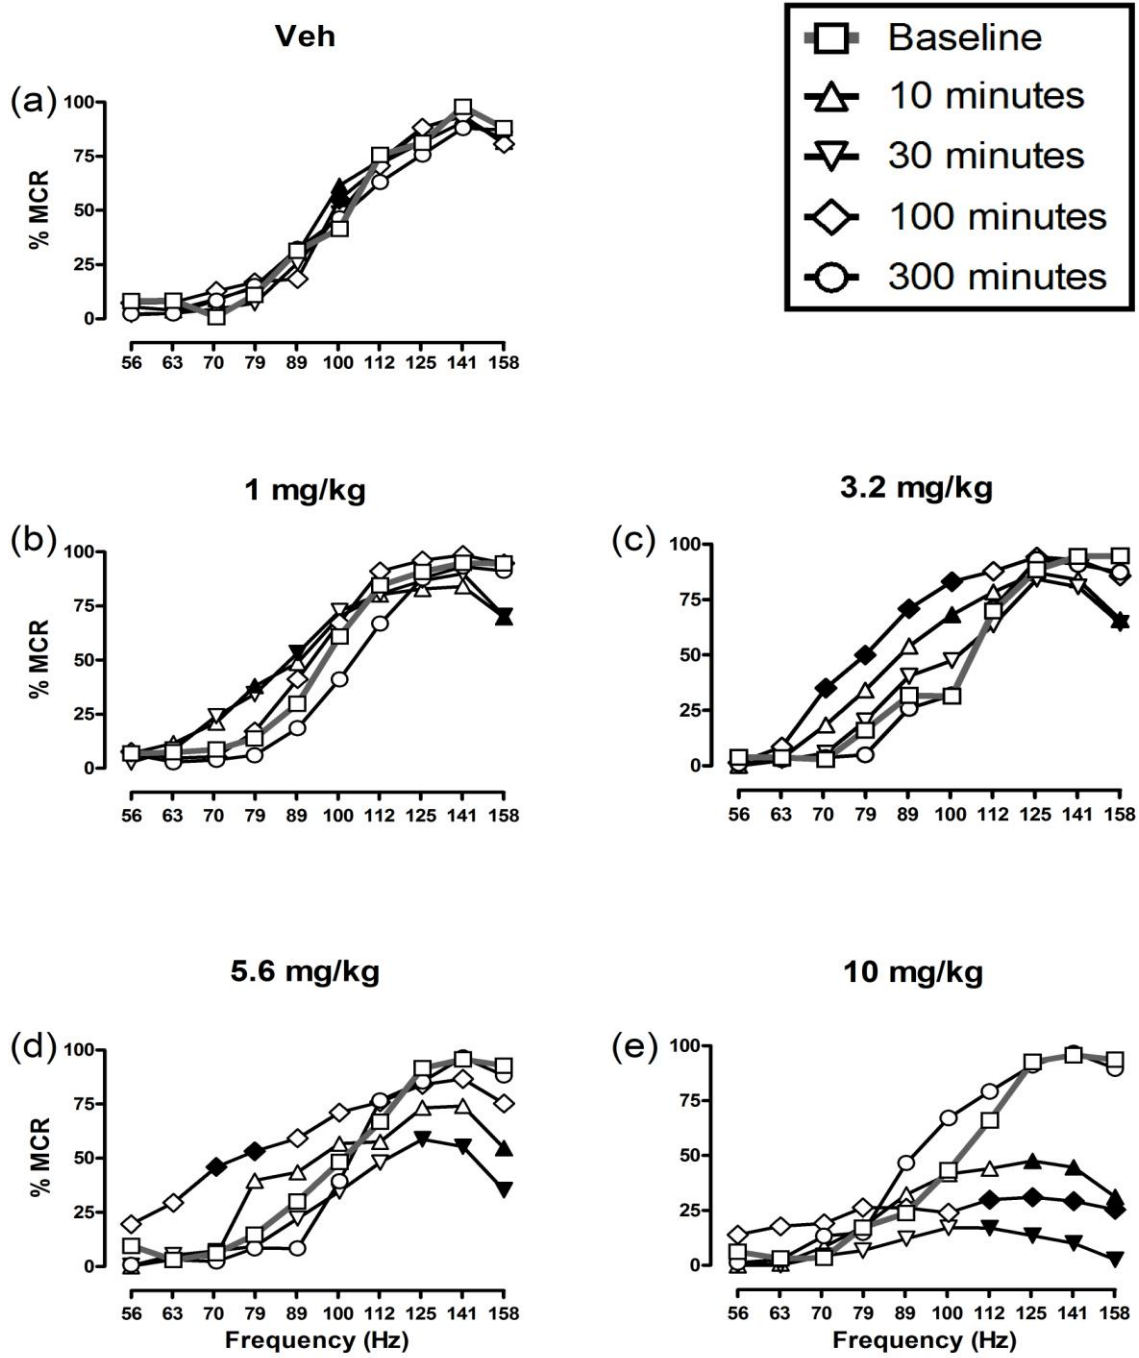 Veh
Baseline
10 minutes
30 minutes
100 minutes
300 minutes
(a)
% MCR
100
75
50
25
0
56 63 70 79 89 100 112 125 141 158
1 mg/kg
(b)
% MCR
100
75
50
25
0
56 63 70 79 89 100 112 125 141 158
3.2 mg/kg
(c)
100
75
50
25
0
56 63 70 79 89 100 112 125 141 158
5.6 mg/kg
(d)
% MCR
100
75
50
25
0
56 63 70 79 89 100 112 125 141 158
Frequency (Hz)
10 mg/kg
(e)
100
75
50
25
0
56 63 70 79 89 100 112 125 141 158
Frequency (Hz)